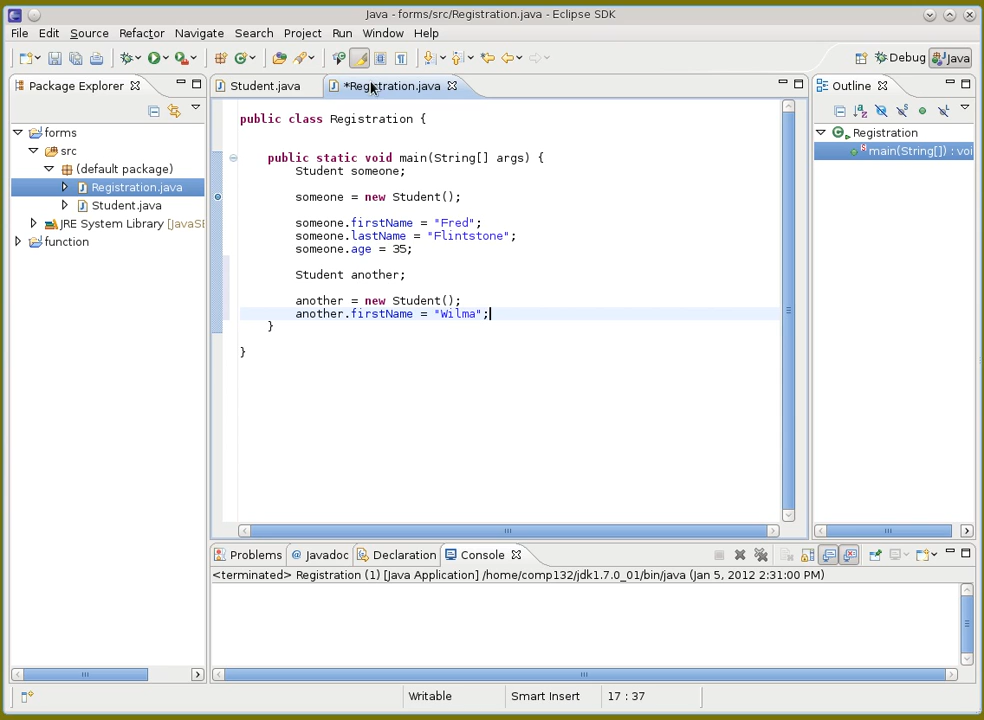 Java - forms/src/Registration.java - Eclipse SDK
File Edit Source Refactor Navigate Search Project Run Window Help
Debug Java
Package Explorer
Student.java
*Registration.java
Outline
forms
src
(default package)
Registration.java
Student.java
JRE System Library [JavaSE
function
public class Registration {
public static void main(String[] args) {
Student someone;
someone = new Student();
someone.firstName = "Fred";
someone.lastName = "Flintstone";
someone.age = 35;
Student another;
another = new Student();
another.firstName = "Wilma";
}
}
Registration
main(String[]) : voi
Problems Javadoc Declaration Console
<terminated> Registration (1) [Java Application] /home/comp132/jdk1.7.0_01/bin/java (Jan 5, 2012 2:31:00 PM)
Writable Smart Insert 17 : 37